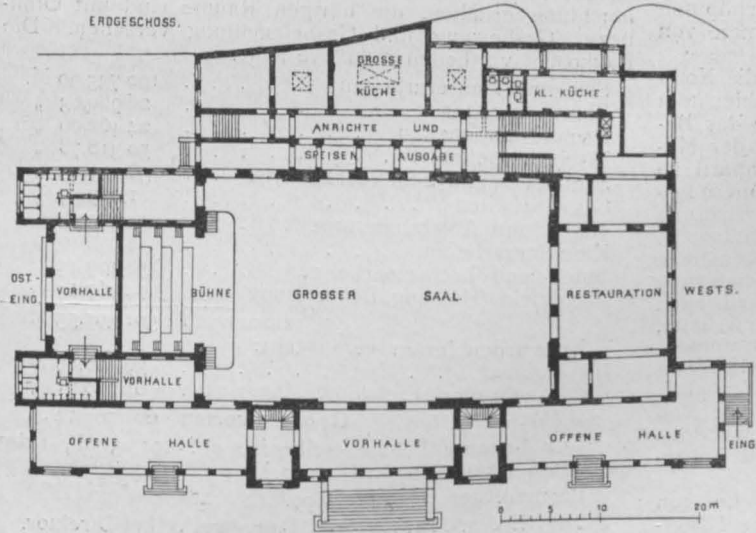 ERDGESCHOSS.
GROSSE
KÜCHE
KL. KÜCHE
ANRICHTE UND
SPEISEN AUSGABE
OST-
EING.
VORHALLE
BÜHNE
GROSSER SAAL.
RESTAURATION
WESTS.
VORHALLE
OFFENE HALLE
VORHALLE
OFFENE HALLE
EING.
0 5 10 20 m